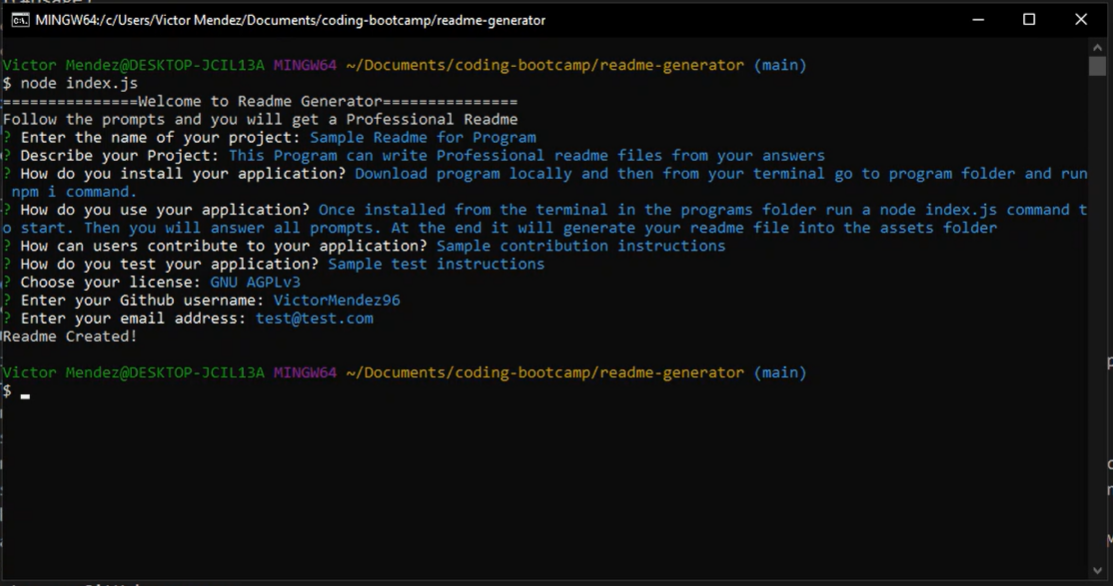 MINGW64:/c/Users/Victor Mendez/Documents/coding-bootcamp/readme-generator
Victor Mendez@DESKTOP-JCIL13A MINGW64 ~/Documents/coding-bootcamp/readme-generator (main)
$ node index.js
===============Welcome to Readme Generator===============
Follow the prompts and you will get a Professional Readme
? Enter the name of your project: Sample Readme for Program
? Describe your Project: This Program can write Professional readme files from your answers
? How do you install your application? Download program locally and then from your terminal go to program folder and run
npm i command.
? How do you use your application? Once installed from the terminal in the programs folder run a node index.js command t
o start. Then you will answer all prompts. At the end it will generate your readme file into the assets folder
? How can users contribute to your application? Sample contribution instructions
? How do you test your application? Sample test instructions
? Choose your license: GNU AGPLv3
? Enter your Github username: VictorMendez96
? Enter your email address: test@test.com
Readme Created!
Victor Mendez@DESKTOP-JCIL13A MINGW64 ~/Documents/coding-bootcamp/readme-generator (main)
$